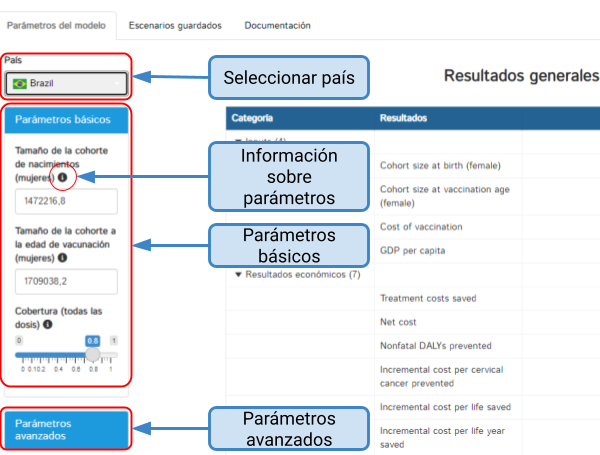 Parámetros del modelo
Escenarios guardados
Documentación
País
Brazil
Parámetros básicos
Tamaño de la cohorte
de nacimientos
(mujeres)
1472216,8
Tamaño de la cohorte a
la edad de vacunación
(mujeres)
1709038,2
Cobertura (todas las
dosis)
0 0.8 1
0 0.10.2 0.4 0.6 0.8 1
Parámetros
avanzados
Seleccionar país
Información
sobre
parámetros
Parámetros
básicos
Parámetros
avanzados
Resultados generales
Categoría Resultados
Inputs (4)
Cohort size at birth (female)
Cohort size at vaccination age
(female)
Cost of vaccination
GDP per capita
Resultados económicos (7)
Treatment costs saved
Net cost
Nonfatal DALYs prevented
Incremental cost per cervical
cancer prevented
Incremental cost per life saved
Incremental cost per life year
saved